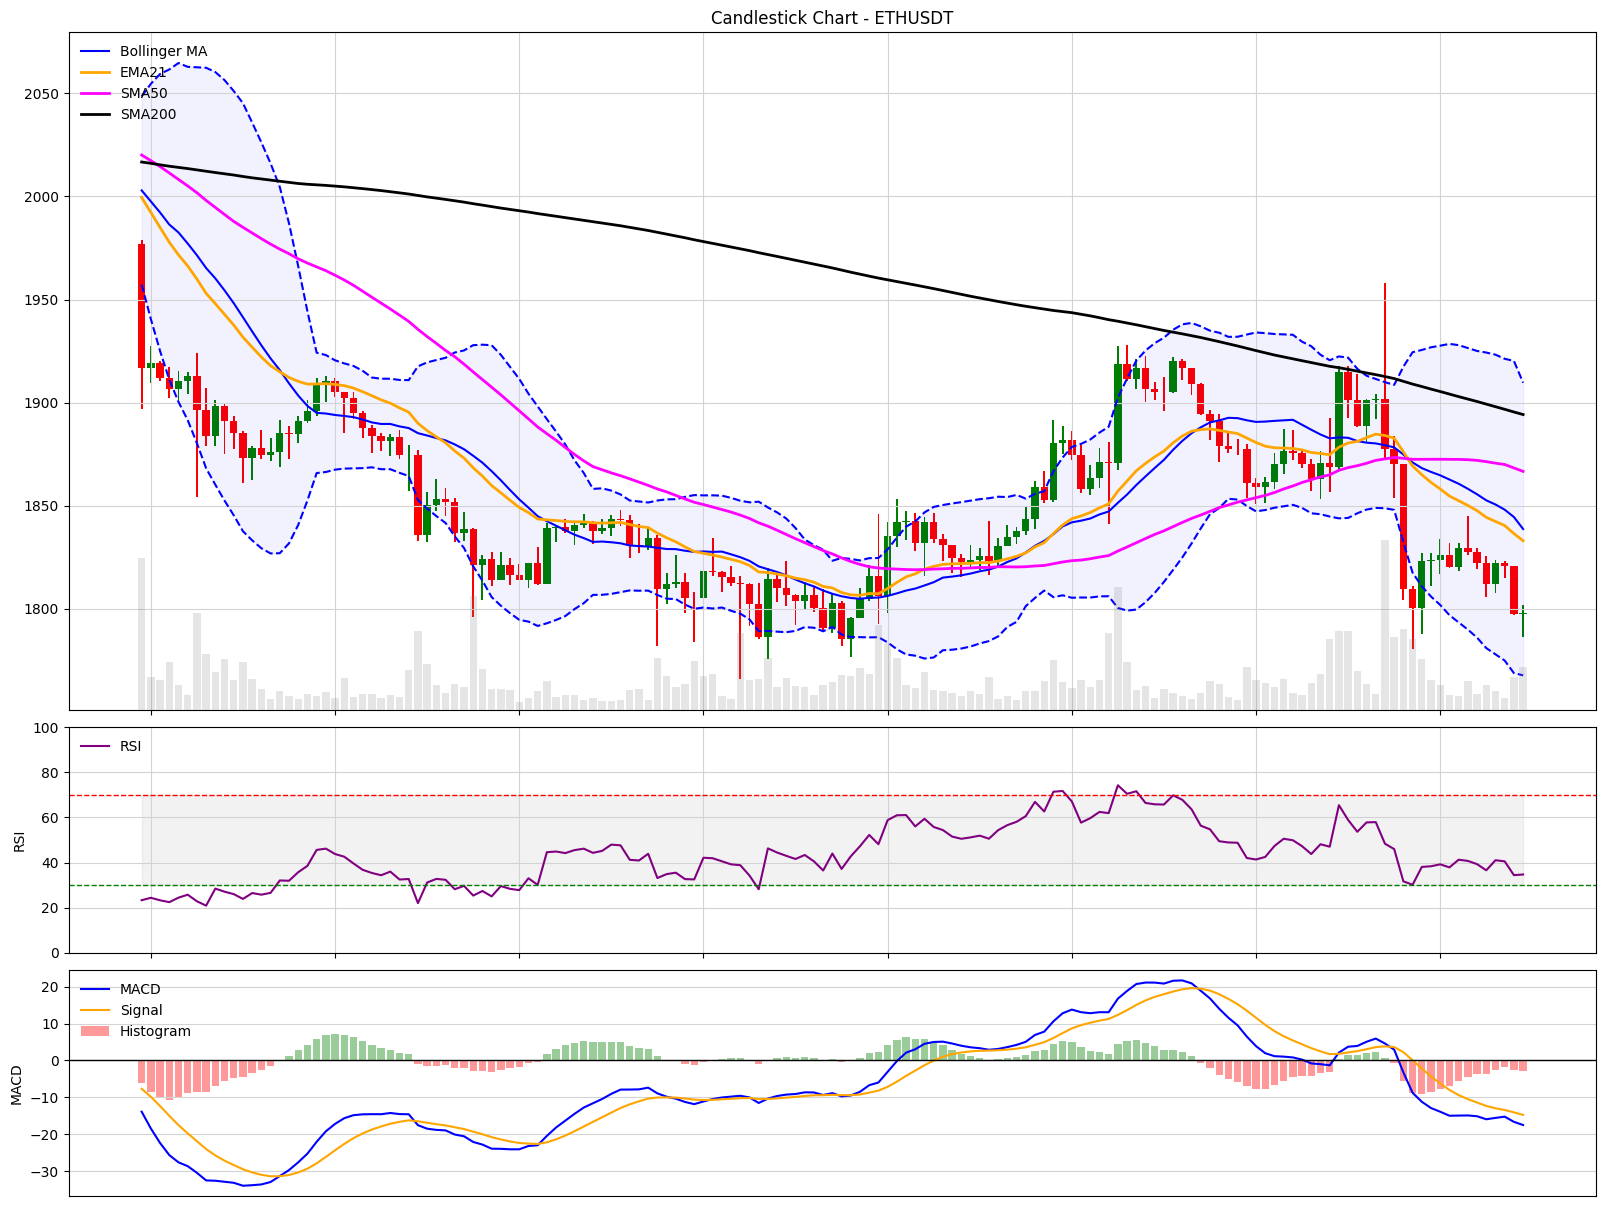 Candlestick Chart - ETHUSDT
Bollinger MA
EMA21
SMA50
SMA200
2050
2000
1950
1900
1850
1800
RSI
100
80
60
40
20
0
RSI
MACD
Signal
Histogram
20
10
0
−10
−20
−30
MACD